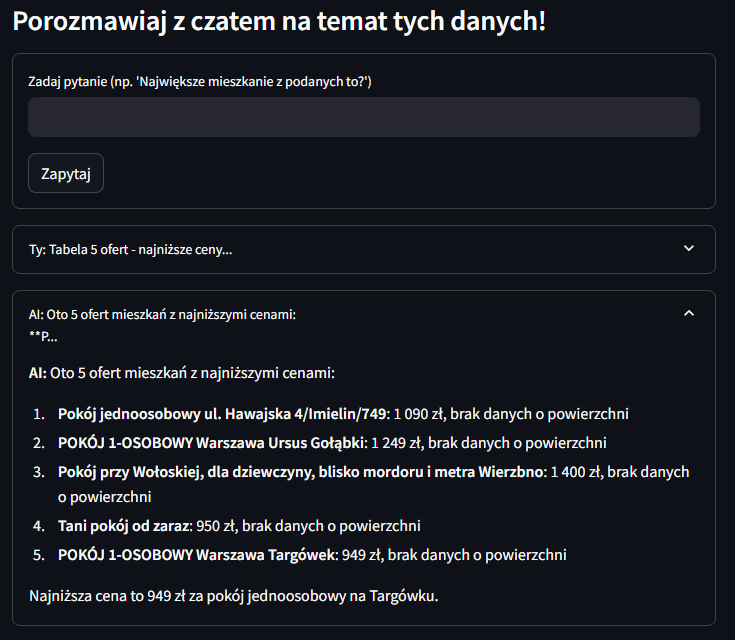 Porozmawiaj z czatem na temat tych danych!
Zadaj pytanie (np. 'Największe mieszkanie z podanych to?')
Zapytaj
Ty: Tabela 5 ofert - najniższe ceny...
AI: Oto 5 ofert mieszkań z najniższymi cenami:
**P...
AI: Oto 5 ofert mieszkań z najniższymi cenami:
1. Pokój jednoosobowy ul. Hawajska 4/Imielin/749: 1 090 zł, brak danych o powierzchni
2. POKÓJ 1-OSOBOWY Warszawa Ursus Gołąbki: 1 249 zł, brak danych o powierzchni
3. Pokój przy Wołoskiej, dla dziewczyny, blisko mordoru i metra Wierzbno: 1 400 zł, brak danych
o powierzchni
4. Tani pokój od zaraz: 950 zł, brak danych o powierzchni
5. POKÓJ 1-OSOBOWY Warszawa Targówek: 949 zł, brak danych o powierzchni
Najniższa cena to 949 zł za pokój jednoosobowy na Targówku.